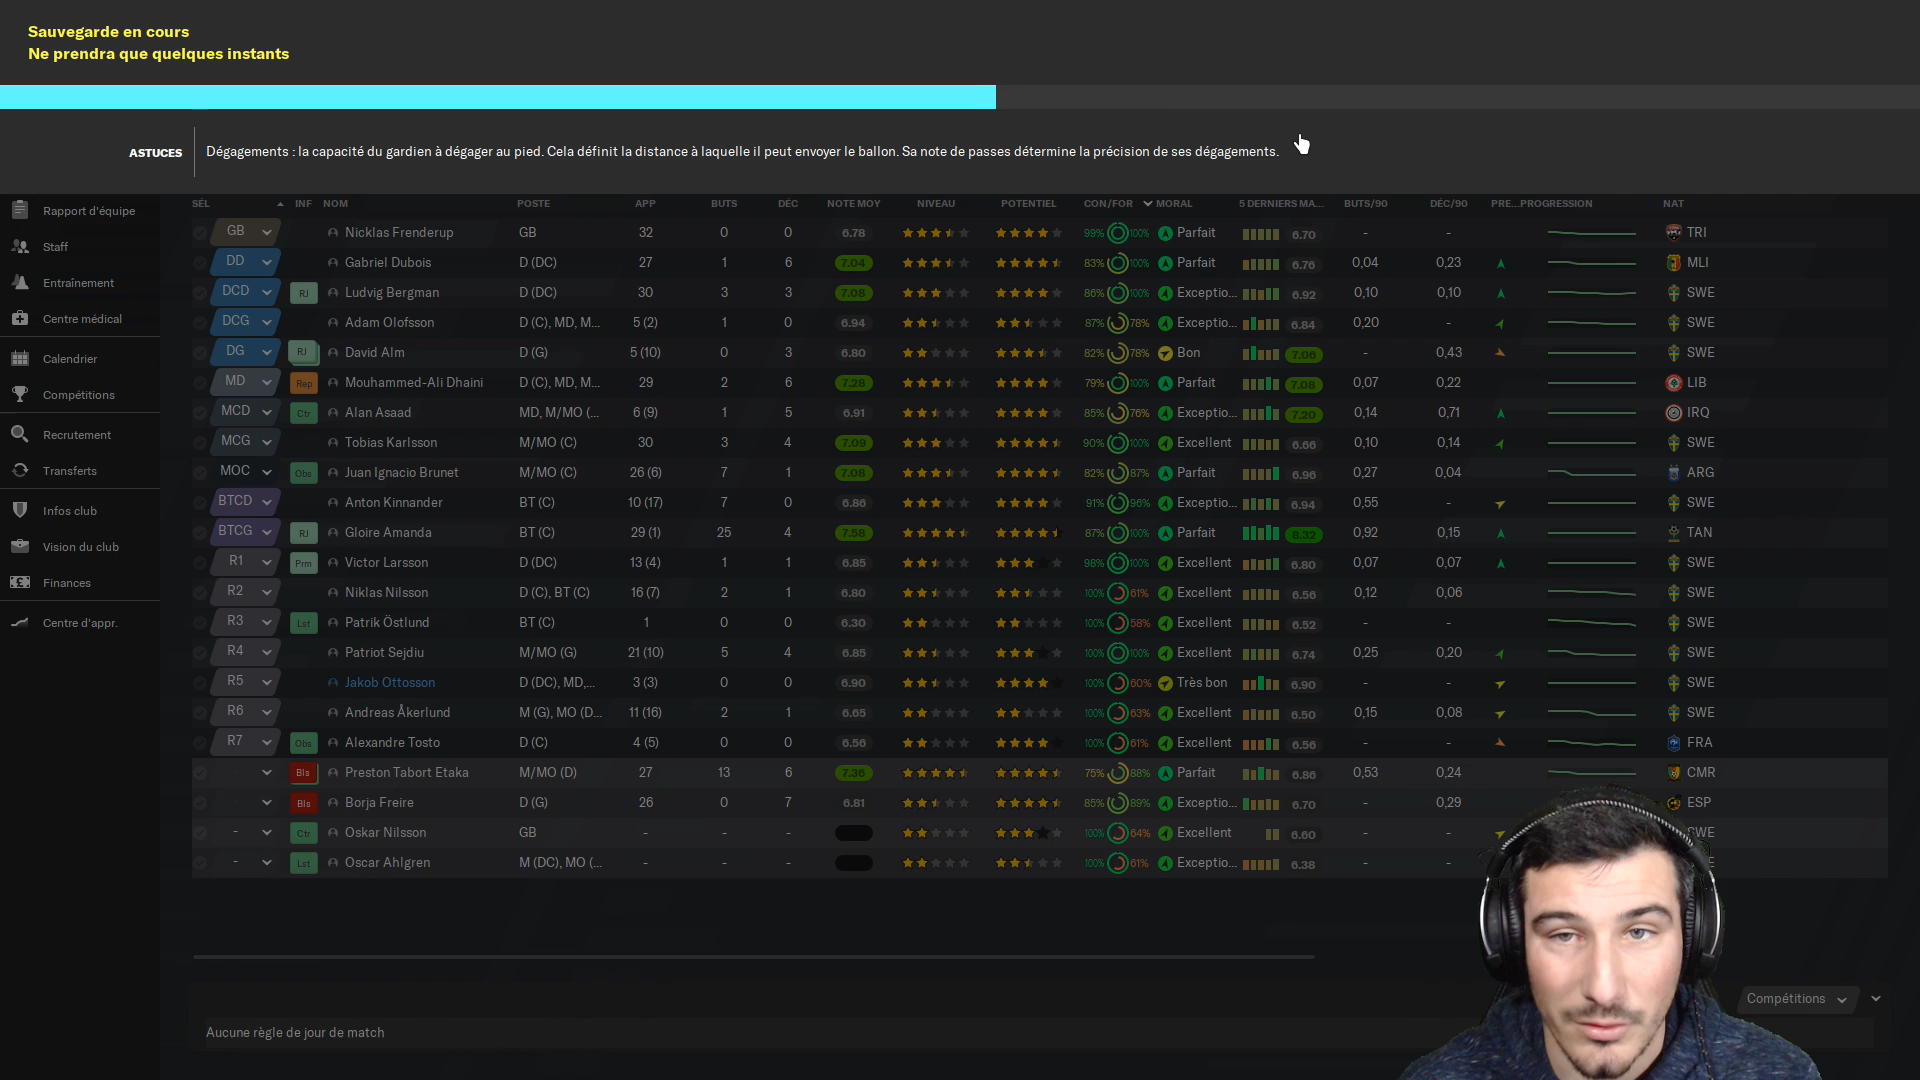 Sauvegarde en cours
Ne prendra que quelques instants
ASTUCES Dégagements : la capacité du gardien à dégager au pied. Cela définit la distance à laquelle il peut envoyer le ballon. Sa note de passes détermine la précision de ses dégagements.
Rapport d'équipe
Staff
Entraînement
Centre médical
Calendrier
Compétitions
Recrutement
Transferts
Infos club
Vision du club
Finances
Centre d'appr.
SÉL INF NOM POSTE APP BUTS DÉC NOTE MOY NIVEAU POTENTIEL CON/FOR MORAL 5 DERNIERS MA... BUTS/90 DÉC/90 PRE... PROGRESSION NAT
GB Nicklas Frenderup GB 32 0 0 6.78 99% 100% Parfait 6.70 - - TRI
DD Gabriel Dubois D (DC) 27 1 6 7.04 83% 100% Parfait 6.76 0,04 0,23 MLI
DCD RJ Ludvig Bergman D (DC) 30 3 3 7.08 86% 100% Exceptio... 6.92 0,10 0,10 SWE
DCG Adam Olofsson D (C), MD, M... 5 (2) 1 0 6.94 87% 78% Exceptio... 6.84 0,20 - SWE
DG RJ David Alm D (G) 5 (10) 0 3 6.80 82% 78% Bon 7.06 - 0,43 SWE
MD Rep Mouhammed-Ali Dhaini D (C), MD, M... 29 2 6 7.28 79% 100% Parfait 7.08 0,07 0,22 LIB
MCD Ctr Alan Asaad MD, M/MO (... 6 (9) 1 5 6.91 85% 76% Exceptio... 7.20 0,14 0,71 IRQ
MCG Tobias Karlsson M/MO (C) 30 3 4 7.09 90% 100% Excellent 6.66 0,10 0,14 SWE
MOC Obs Juan Ignacio Brunet M/MO (C) 26 (6) 7 1 7.08 82% 87% Parfait 6.96 0,27 0,04 ARG
BTCD Anton Kinnander BT (C) 10 (17) 7 0 6.86 91% 96% Exceptio... 6.94 0,55 - SWE
BTCG RJ Gloire Amanda BT (C) 29 (1) 25 4 7.58 87% 100% Parfait 8.32 0,92 0,15 TAN
R1 Prm Victor Larsson D (DC) 13 (4) 1 1 6.85 98% 100% Excellent 6.80 0,07 0,07 SWE
R2 Niklas Nilsson D (C), BT (C) 16 (7) 2 1 6.80 100% 61% Excellent 6.56 0,12 0,06 SWE
R3 Lst Patrik Östlund BT (C) 1 0 0 6.30 100% 58% Excellent 6.52 - - SWE
R4 Patriot Sejdiu M/MO (G) 21 (10) 5 4 6.85 100% 100% Excellent 6.74 0,25 0,20 SWE
R5 Jakob Ottosson D (DC), MD,... 3 (3) 0 0 6.90 100% 60% Très bon 6.90 - - SWE
R6 Andreas Åkerlund M (G), MO (D... 11 (16) 2 1 6.65 100% 63% Excellent 6.50 0,15 0,08 SWE
R7 Obs Alexandre Tosto D (C) 4 (5) 0 0 6.56 100% 61% Excellent 6.56 - - FRA
Bls Preston Tabort Etaka M/MO (D) 27 13 6 7.36 75% 88% Parfait 6.86 0,53 0,24 CMR
Bls Borja Freire D (G) 26 0 7 6.81 85% 89% Exceptio... 6.70 - 0,29 ESP
- Ctr Oskar Nilsson GB - - - 100% 64% Excellent 6.60 - - SWE
- Lst Oscar Ahlgren M (DC), MO (... - - - 100% 61% Exceptio... 6.38 - -
Compétitions
Aucune règle de jour de match